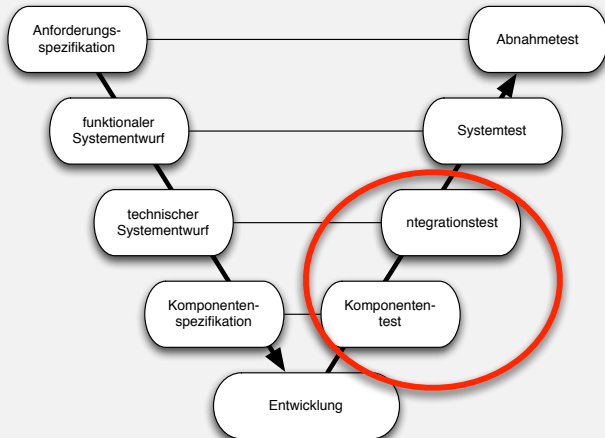 Anforderungs-
spezifikation
Abnahmetest
funktionaler
Systementwurf
Systemtest
technischer
Systementwurf
ntegrationstest
Komponenten-
spezifikation
Komponenten-
test
Entwicklung